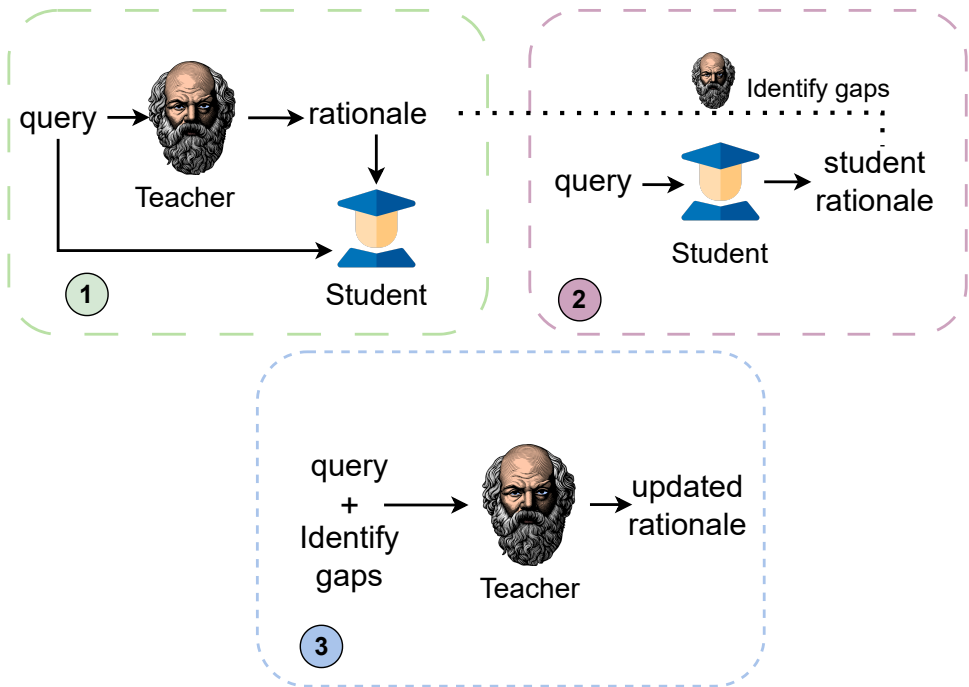 query
rationale
Teacher
Student
1
Identify gaps
query
student
rationale
Student
2
query
+
Identify
gaps
Teacher
updated
rationale
3